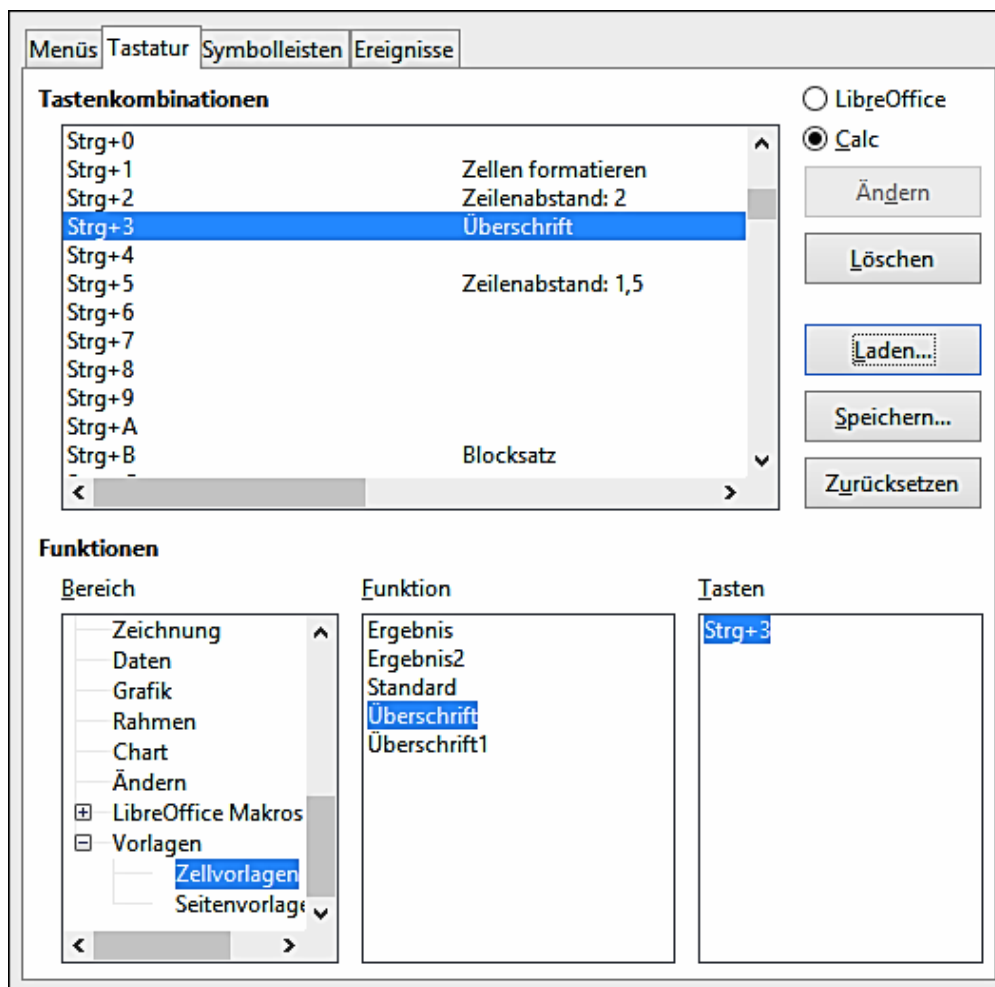 Menüs Tastatur Symbolleisten Ereignisse
Tastenkombinationen
Strg+0
Strg+1 Zellen formatieren
Strg+2 Zeilenabstand: 2
Strg+3 Überschrift
Strg+4
Strg+5 Zeilenabstand: 1,5
Strg+6
Strg+7
Strg+8
Strg+9
Strg+A
Strg+B Blocksatz
LibreOffice
Calc
Ändern
Löschen
Laden...
Speichern...
Zurücksetzen
Funktionen
Bereich
Zeichnung
Daten
Grafik
Rahmen
Chart
Ändern
LibreOffice Makros
Vorlagen
Zellvorlagen
Seitenvorlage
Funktion
Ergebnis
Ergebnis2
Standard
Überschrift
Überschrift1
Tasten
Strg+3